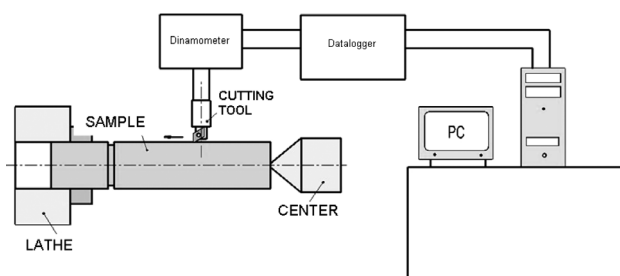 Dinamometer
Datalogger
CUTTING
TOOL
SAMPLE
PC
CENTER
LATHE